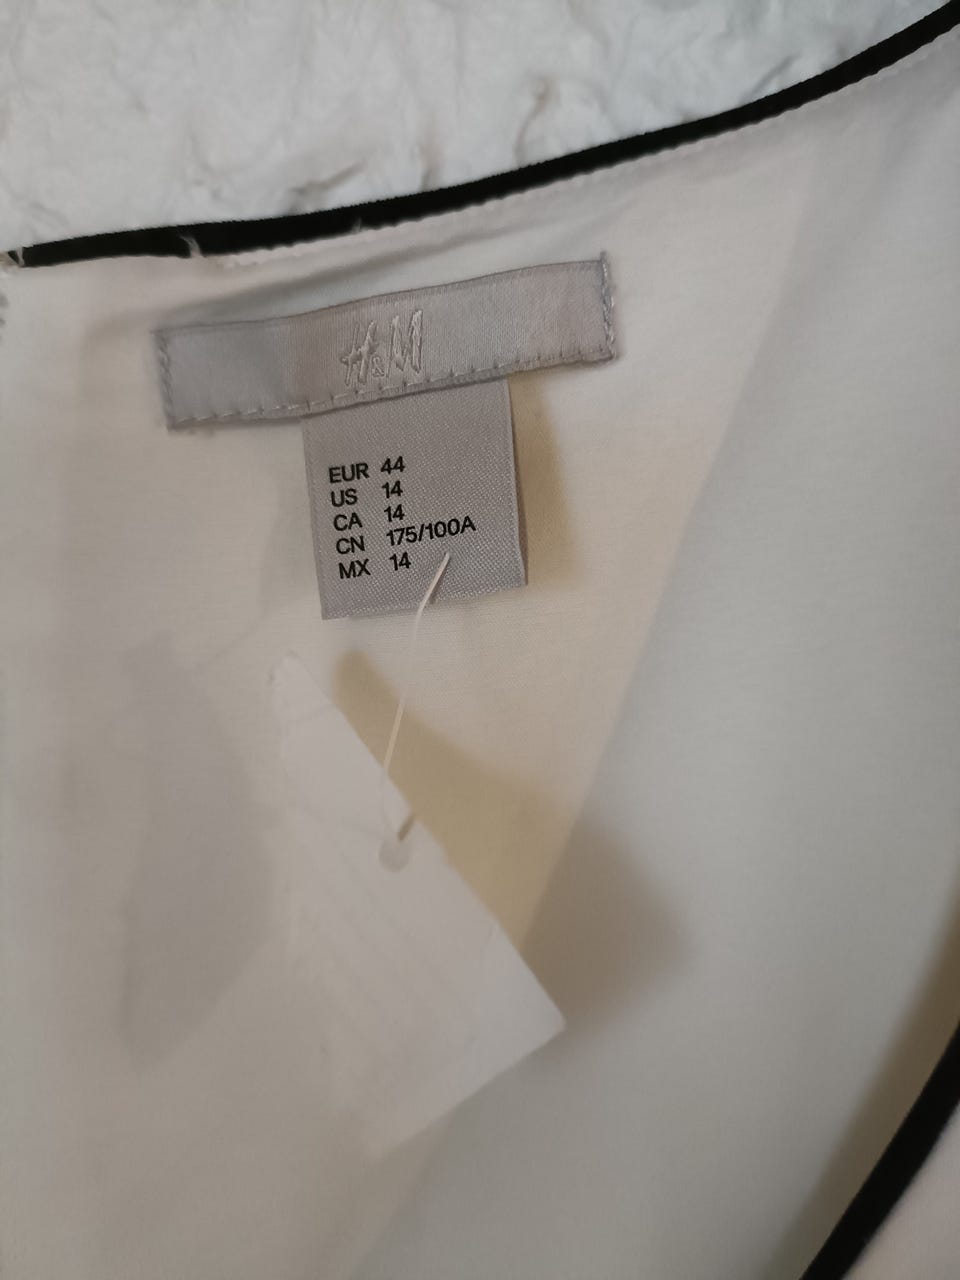 H&M
EUR 44
US 14
CA 14
CN 175/100A
MX 14